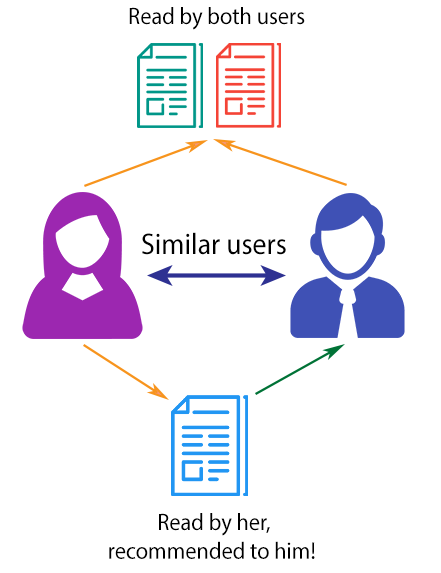 Read by both users
Similar users
Read by her,
recommended to him!